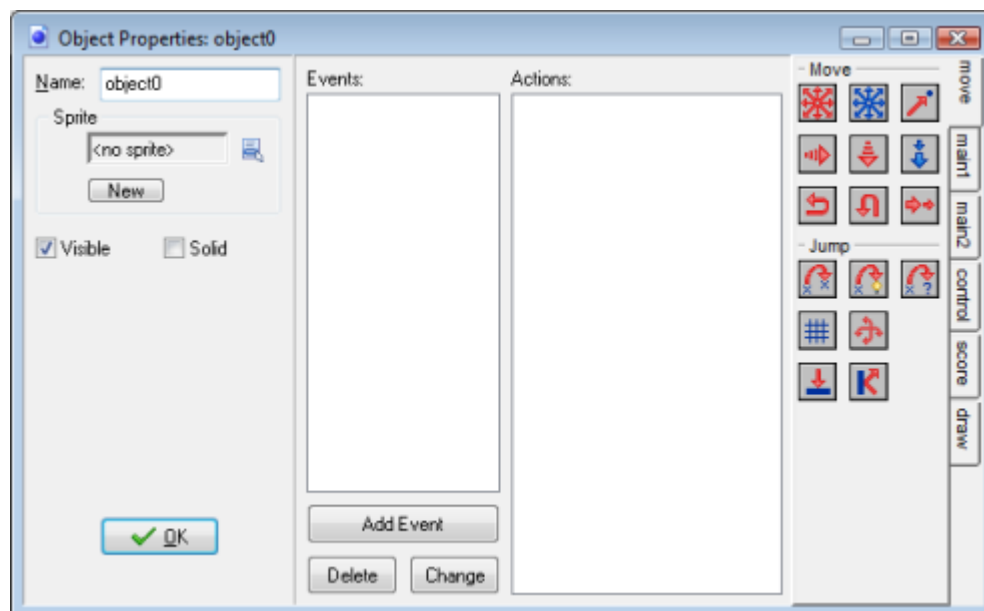 Object Properties: object0
Name: object0
Sprite
<no sprite>
New
Visible
Solid
OK
Events:
Add Event
Delete
Change
Actions:
Move
Jump
move
main1
main2
control
score
draw